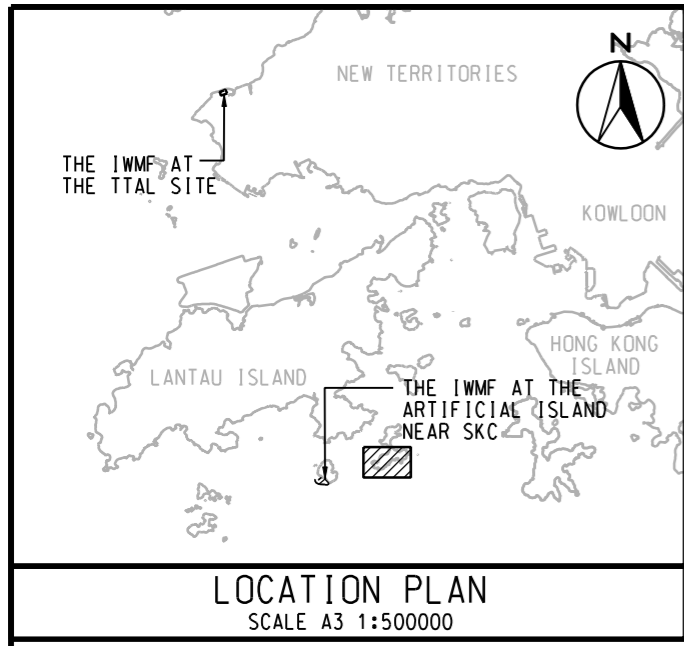 N
NEW TERRITORIES
THE IWMF AT
THE TTAL SITE
KOWLOON
HONG KONG
ISLAND
LANTAU ISLAND
THE IWMF AT THE
ARTIFICIAL ISLAND
NEAR SKC
LOCATION PLAN
SCALE A3 1:500000